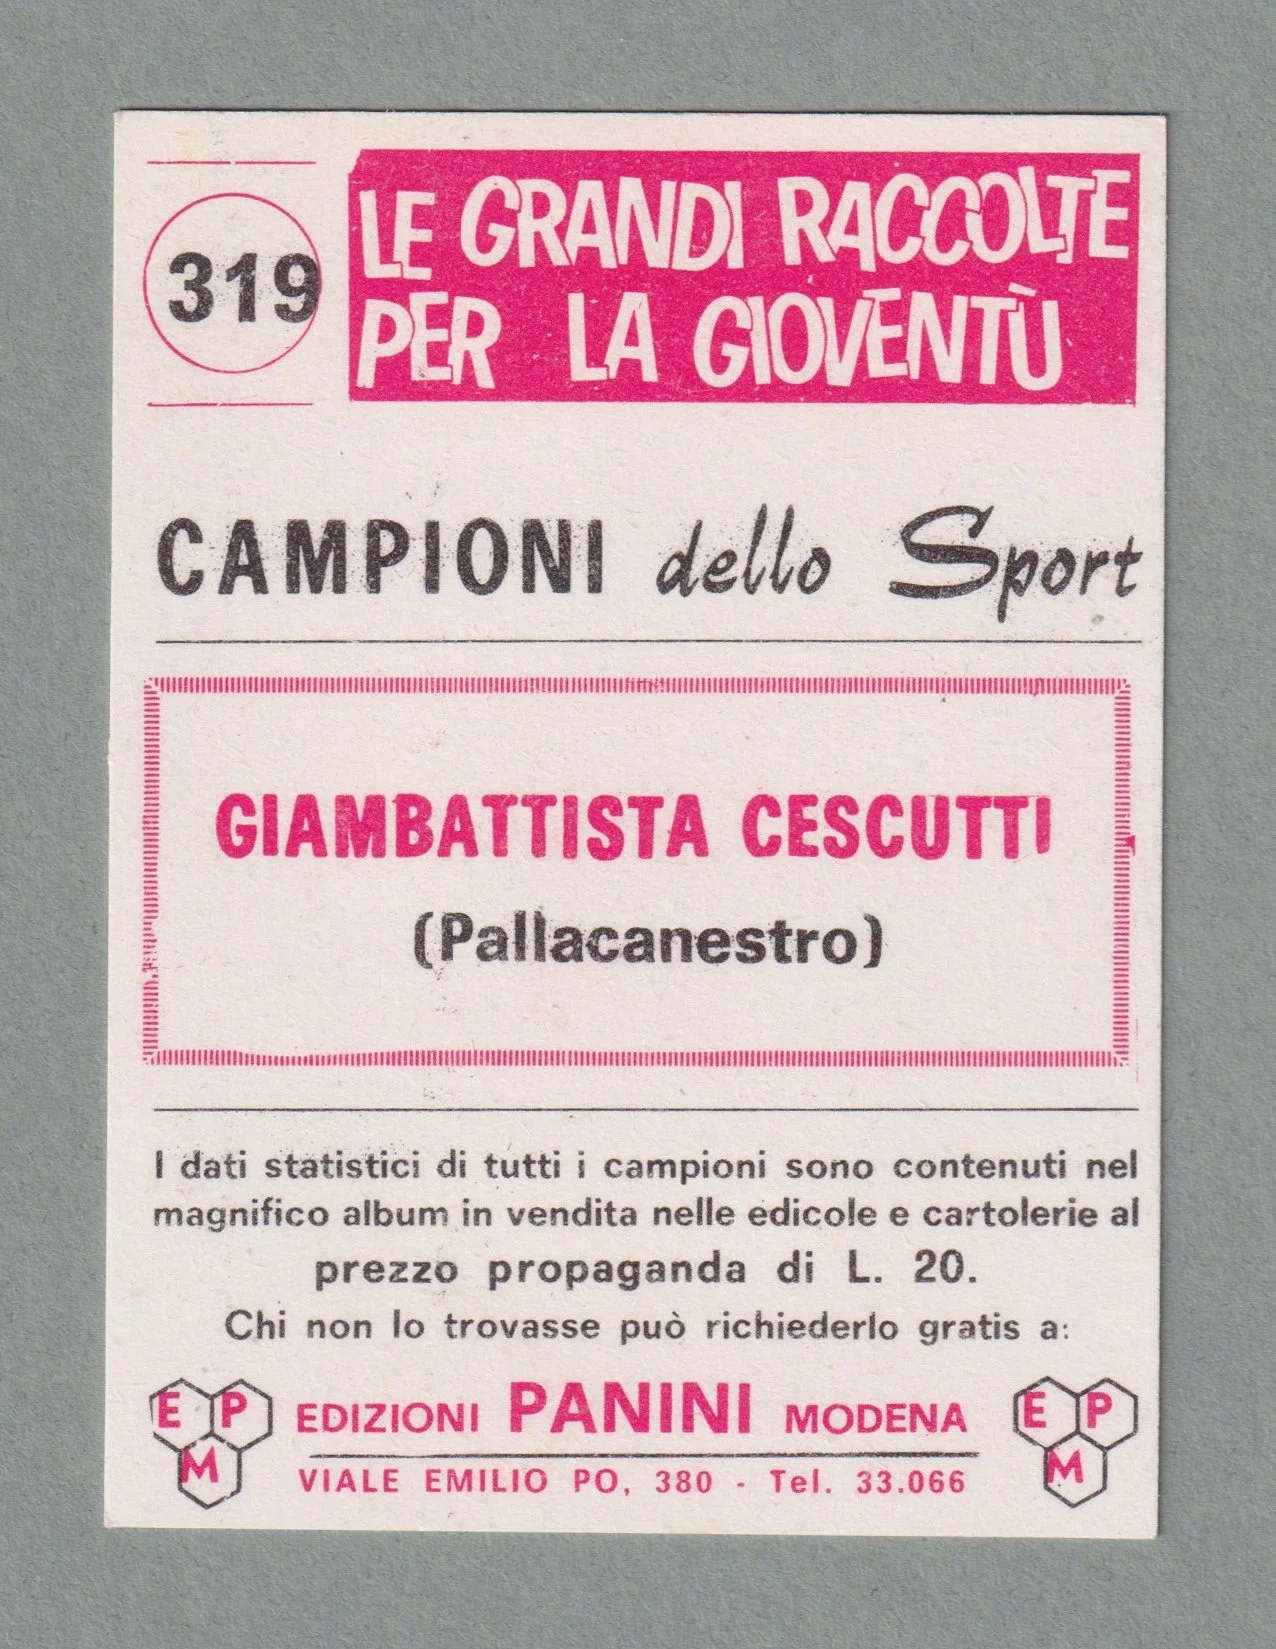 319
LE GRANDI RACCOLTE
PER LA GIOVENTÙ
CAMPIONI dello Sport
GIAMBATTISTA CESCUTTI
(Pallacanestro)
I dati statistici di tutti i campioni sono contenuti nel
magnifico album in vendita nelle edicole e cartolerie al
prezzo propaganda di L. 20.
Chi non lo trovasse può richiederlo gratis a:
E P
M
EDIZIONI PANINI MODENA
VIALE EMILIO PO, 380 - Tel. 33.066
E P
M